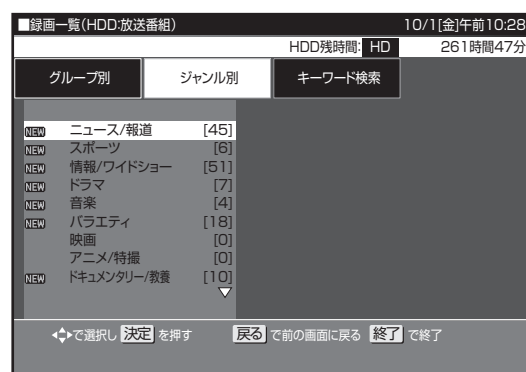 ■録画一覧(HDD:放送番組) 10/1[金]午前10:28
HDD残時間: HD 261時間47分
グループ別 ジャンル別 キーワード検索
NEW ニュース/報道 [45]
NEW スポーツ [6]
NEW 情報/ワイドショー [51]
NEW ドラマ [7]
NEW 音楽 [4]
NEW バラエティ [18]
映画 [0]
アニメ/特撮 [0]
NEW ドキュメンタリー/教養 [10]
で選択し 決定 を押す 戻る で前の画面に戻る 終了 で終了